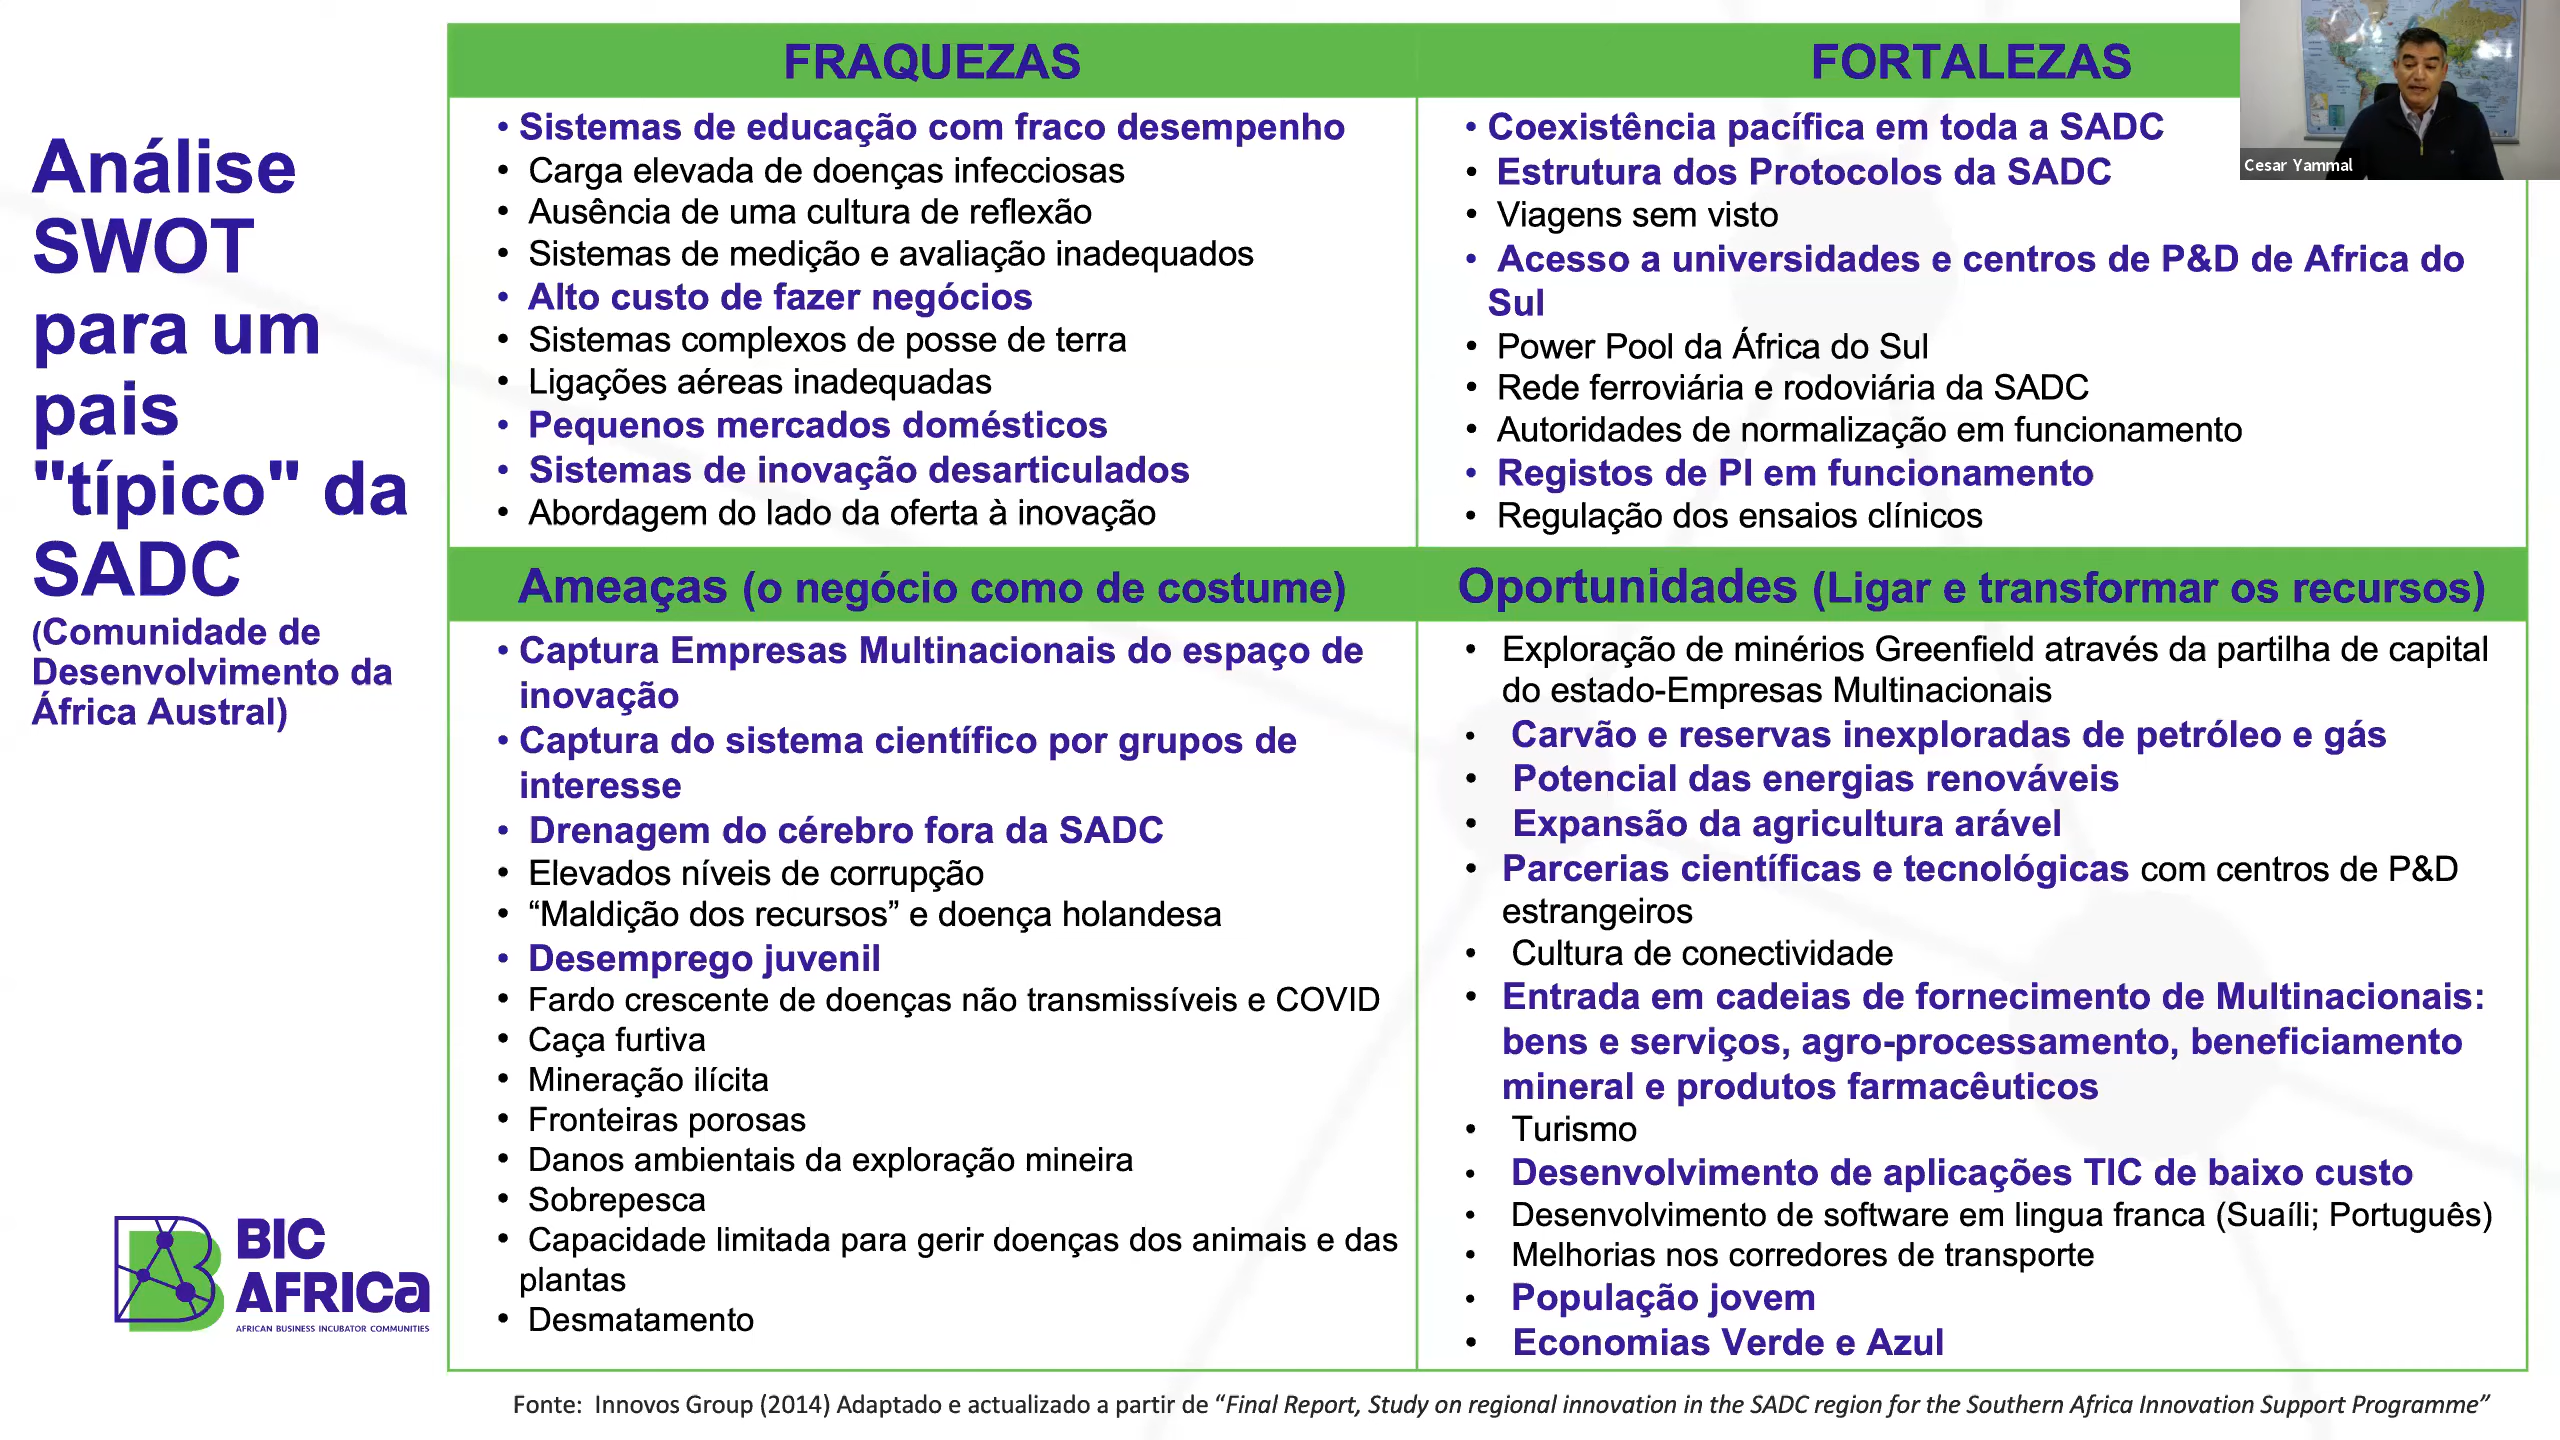 Análise
SWOT
para um
pais
"típico" da
SADC
(Comunidade de
Desenvolvimento da
África Austral)
FRAQUEZAS
• Sistemas de educação com fraco desempenho
• Carga elevada de doenças infecciosas
• Ausência de uma cultura de reflexão
• Sistemas de medição e avaliação inadequados
• Alto custo de fazer negócios
• Sistemas complexos de posse de terra
• Ligações aéreas inadequadas
• Pequenos mercados domésticos
• Sistemas de inovação desarticulados
• Abordagem do lado da oferta à inovação
FORTALEZAS
• Coexistência pacífica em toda a SADC
• Estrutura dos Protocolos da SADC
• Viagens sem visto
• Acesso a universidades e centros de P&D de Africa do
Sul
• Power Pool da África do Sul
• Rede ferroviária e rodoviária da SADC
• Autoridades de normalização em funcionamento
• Registos de PI em funcionamento
• Regulação dos ensaios clínicos
Ameaças (o negócio como de costume)
• Captura Empresas Multinacionais do espaço de
inovação
• Captura do sistema científico por grupos de
interesse
• Drenagem do cérebro fora da SADC
• Elevados níveis de corrupção
• “Maldição dos recursos” e doença holandesa
• Desemprego juvenil
• Fardo crescente de doenças não transmissíveis e COVID
• Caça furtiva
• Mineração ilícita
• Fronteiras porosas
• Danos ambientais da exploração mineira
• Sobrepesca
• Capacidade limitada para gerir doenças dos animais e das
plantas
• Desmatamento
Oportunidades (Ligar e transformar os recursos)
• Exploração de minérios Greenfield através da partilha de capital
do estado-Empresas Multinacionais
• Carvão e reservas inexploradas de petróleo e gás
• Potencial das energias renováveis
• Expansão da agricultura arável
• Parcerias científicas e tecnológicas com centros de P&D
estrangeiros
• Cultura de conectividade
• Entrada em cadeias de fornecimento de Multinacionais:
bens e serviços, agro-processamento, beneficiamento
mineral e produtos farmacêuticos
• Turismo
• Desenvolvimento de aplicações TIC de baixo custo
• Desenvolvimento de software em lingua franca (Suaíli; Português)
• Melhorias nos corredores de transporte
• População jovem
• Economias Verde e Azul
Cesar Yammal
BIC
AFRICA
AFRICAN BUSINESS INCUBATOR COMMUNITIES
Fonte: Innovos Group (2014) Adaptado e actualizado a partir de “Final Report, Study on regional innovation in the SADC region for the Southern Africa Innovation Support Programme”